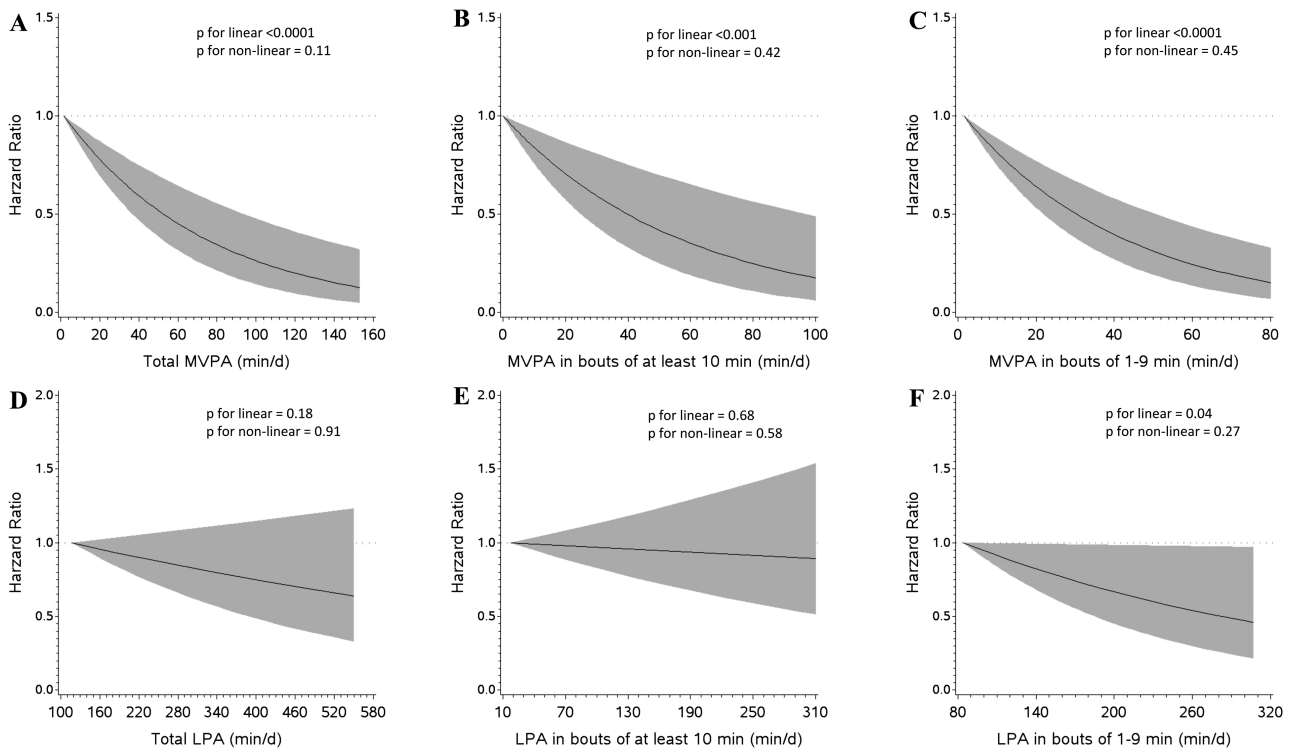 A
1.5
1.0
0.5
0.0
Harzard Ratio
p for linear <0.0001
p for non-linear = 0.11
0 20 40 60 80 100 120 140 160
Total MVPA (min/d)
B
1.5
1.0
0.5
0.0
Harzard Ratio
p for linear <0.001
p for non-linear = 0.42
0 20 40 60 80 100
MVPA in bouts of at least 10 min (min/d)
C
1.5
1.0
0.5
0.0
Harzard Ratio
p for linear <0.0001
p for non-linear = 0.45
0 20 40 60 80
MVPA in bouts of 1-9 min (min/d)
D
2.0
1.5
1.0
0.5
0.0
Harzard Ratio
p for linear = 0.18
p for non-linear = 0.91
100 160 220 280 340 400 460 520 580
Total LPA (min/d)
E
2.0
1.5
1.0
0.5
0.0
Harzard Ratio
p for linear = 0.68
p for non-linear = 0.58
10 70 130 190 250 310
LPA in bouts of at least 10 min (min/d)
F
2.0
1.5
1.0
0.5
0.0
Harzard Ratio
p for linear = 0.04
p for non-linear = 0.27
80 140 200 260 320
LPA in bouts of 1-9 min (min/d)